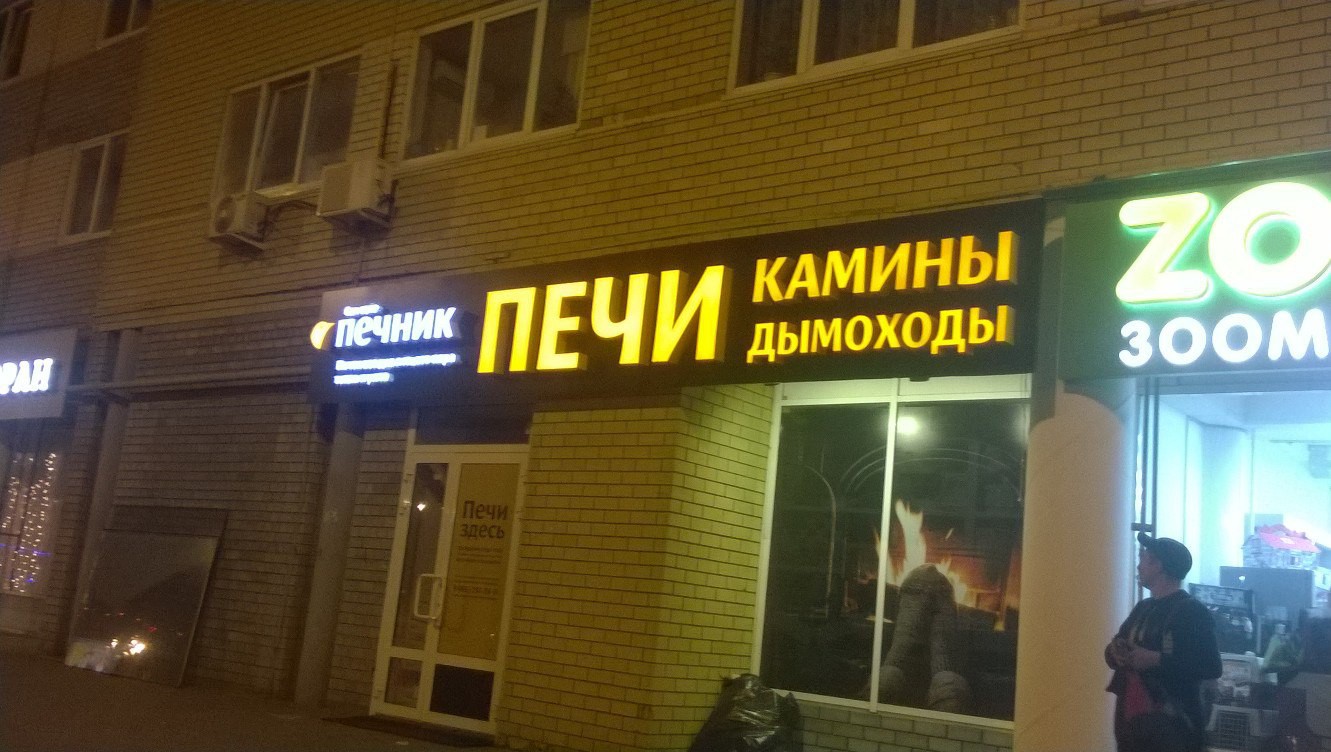 РАН
ПЕЧНИК
ПЕЧИ
КАМИНЫ
ДЫМОХОДЫ
ZO
ЗООМ
Печи
здесь